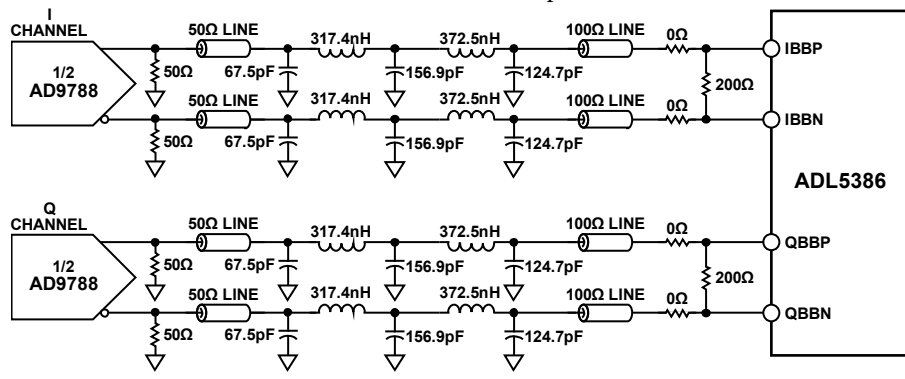 I
CHANNEL
50Ω LINE
317.4nH
372.5nH
100Ω LINE
0Ω
IBBP
1/2
AD9788
50Ω
67.5pF
156.9pF
124.7pF
200Ω
50Ω LINE
317.4nH
372.5nH
100Ω LINE
0Ω
IBBN
50Ω
67.5pF
156.9pF
124.7pF
ADL5386
Q
CHANNEL
50Ω LINE
317.4nH
372.5nH
100Ω LINE
0Ω
QBBP
1/2
AD9788
50Ω
67.5pF
156.9pF
124.7pF
200Ω
50Ω LINE
317.4nH
372.5nH
100Ω LINE
0Ω
QBBN
50Ω
67.5pF
156.9pF
124.7pF